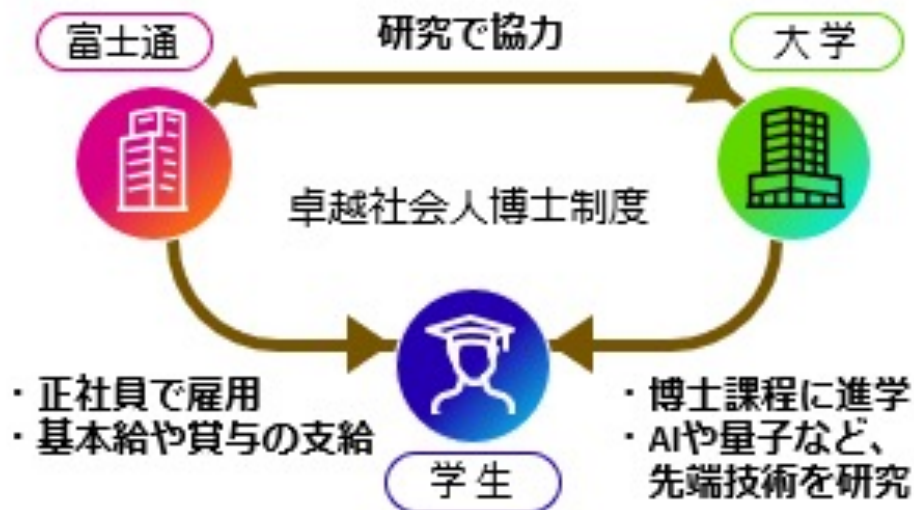 富士通
研究で協力
大学
卓越社会人博士制度
・正社員で雇用
・基本給や賞与の支給
学生
・博士課程に進学
・AIや量子など、
先端技術を研究